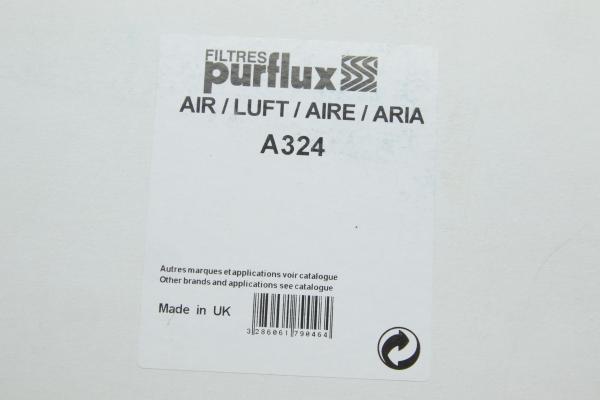 FILTRES
purflux
AIR / LUFT / AIRE / ARIA
A324
Autres marques et applications voir catalogue
Other brands and applications see catalogue
Made in UK
3 286061 790464